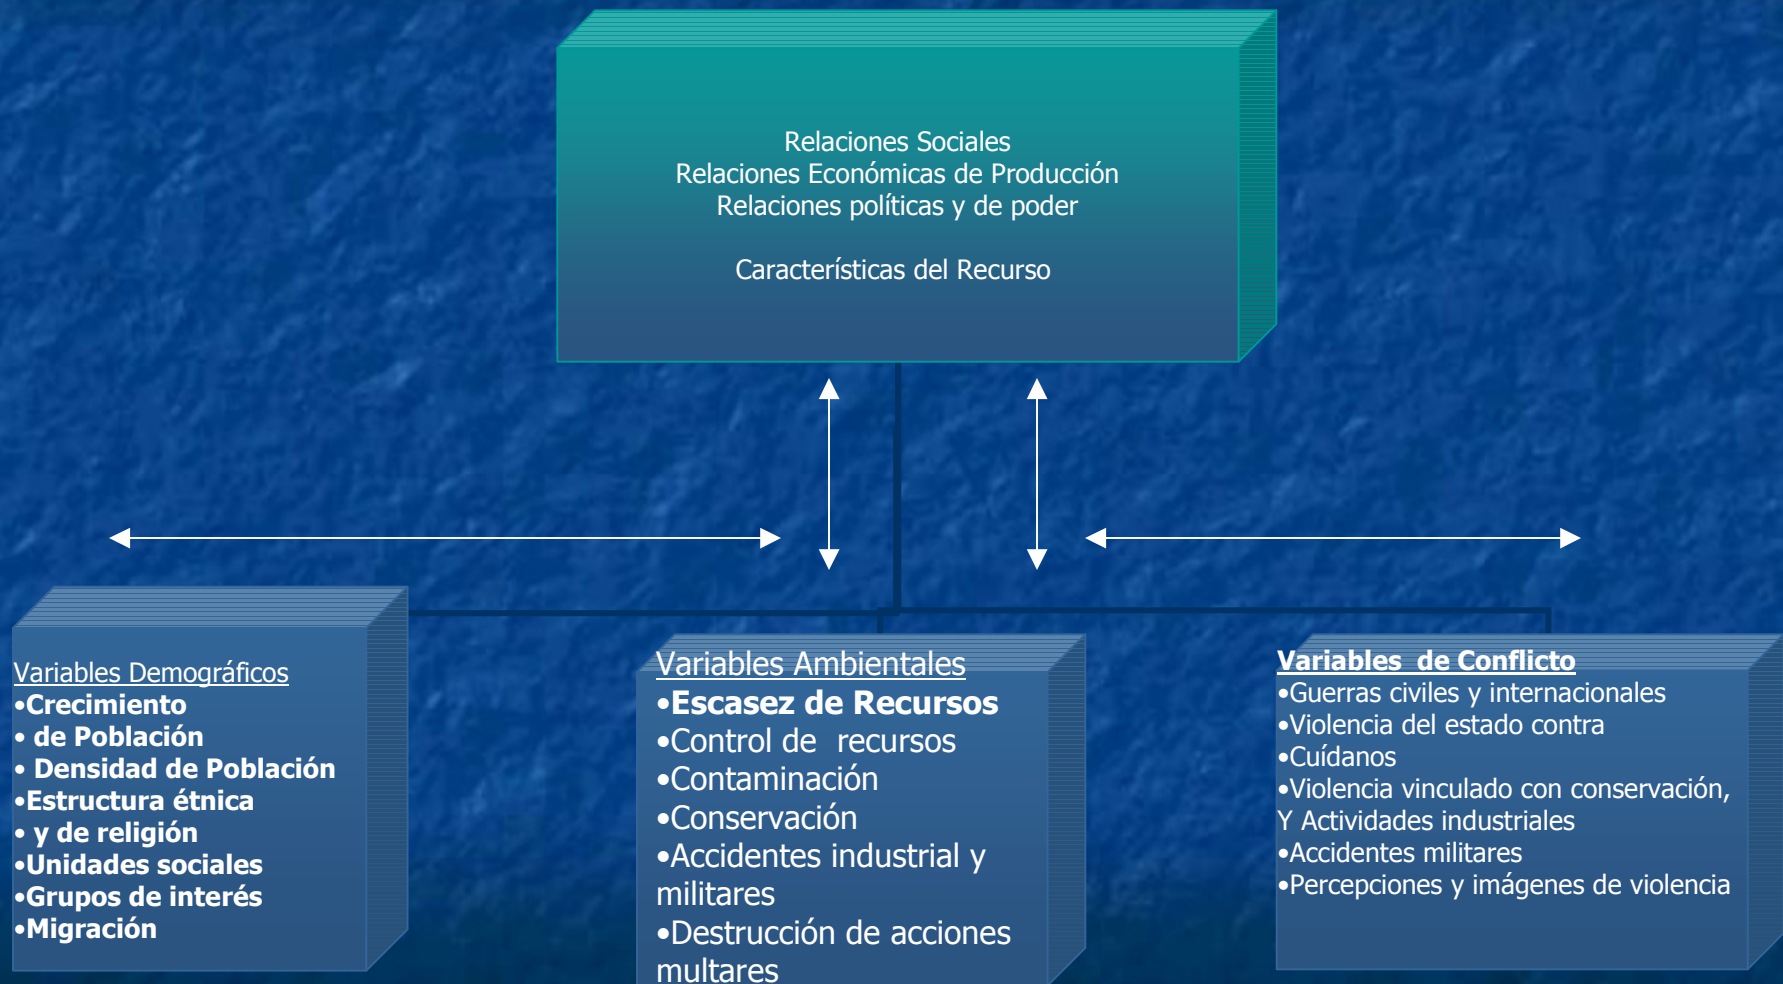 Relaciones Sociales
Relaciones Económicas de Producción
Relaciones políticas y de poder
Características del Recurso
Variables Demográficos
•Crecimiento
• de Población
• Densidad de Población
•Estructura étnica
• y de religión
•Unidades sociales
•Grupos de interés
•Migración
Variables Ambientales
•Escasez de Recursos
•Control de  recursos
•Contaminación
•Conservación
•Accidentes industrial y
militares
•Destrucción de acciones
multares
Variables  de Conflicto
•Guerras civiles y internacionales
•Violencia del estado contra
•Cuídanos
•Violencia vinculado con conservación,
Y Actividades industriales
•Accidentes militares
•Percepciones y imágenes de violencia